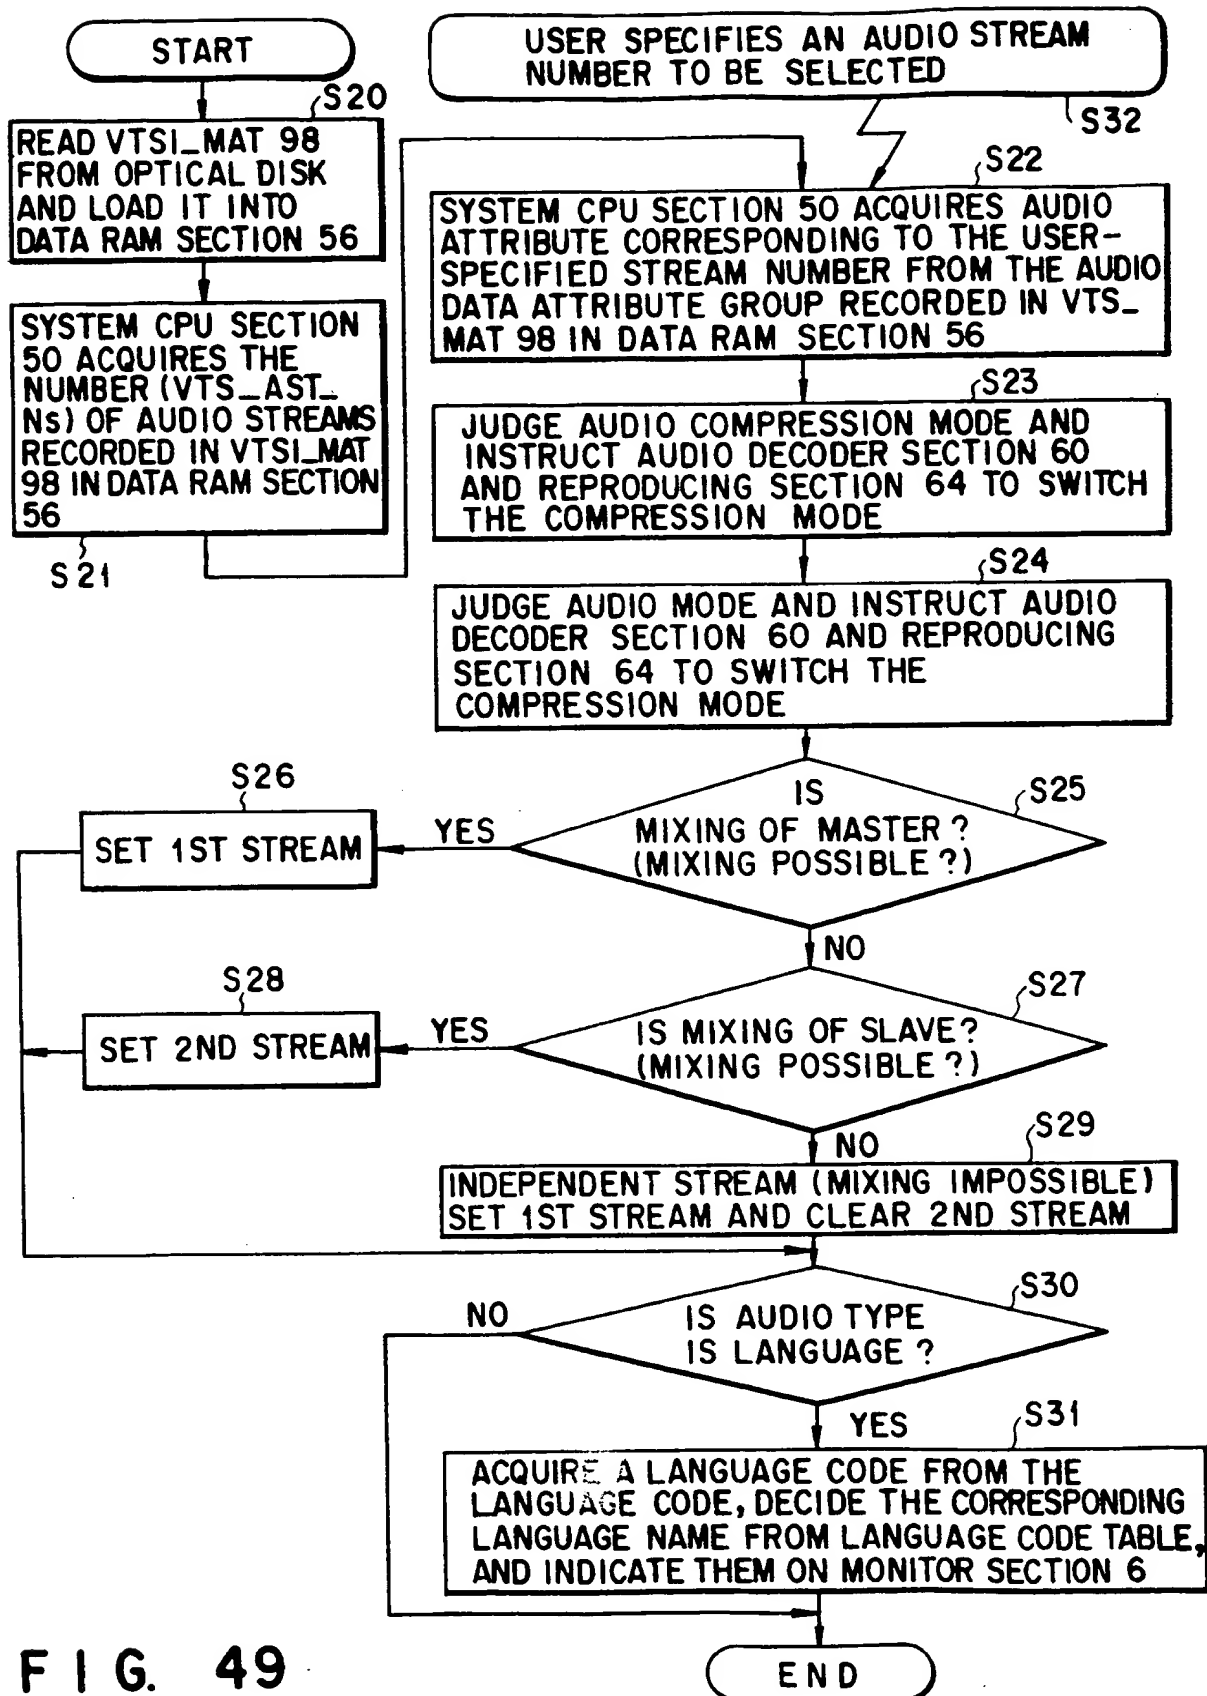 START
S20
READ VTSI_MAT 98
FROM OPTICAL DISK
AND LOAD IT INTO
DATA RAM SECTION 56
SYSTEM CPU SECTION
50 ACQUIRES THE
NUMBER (VTS_AST_
Ns) OF AUDIO STREAMS
RECORDED IN VTSI_MAT
98 IN DATA RAM SECTION
56
S21
USER SPECIFIES AN AUDIO STREAM
NUMBER TO BE SELECTED
S32
S22
SYSTEM CPU SECTION 50 ACQUIRES AUDIO
ATTRIBUTE CORRESPONDING TO THE USER-
SPECIFIED STREAM NUMBER FROM THE AUDIO
DATA ATTRIBUTE GROUP RECORDED IN VTS_
MAT 98 IN DATA RAM SECTION 56
S23
JUDGE AUDIO COMPRESSION MODE AND
INSTRUCT AUDIO DECODER SECTION 60
AND REPRODUCING SECTION 64 TO SWITCH
THE COMPRESSION MODE
S24
JUDGE AUDIO MODE AND INSTRUCT AUDIO
DECODER SECTION 60 AND REPRODUCING
SECTION 64 TO SWITCH THE
COMPRESSION MODE
S25
IS
MIXING OF MASTER ?
(MIXING POSSIBLE ?)
YES
S26
SET 1ST STREAM
NO
S27
IS MIXING OF SLAVE?
(MIXING POSSIBLE ?)
YES
S28
SET 2ND STREAM
NO
S29
INDEPENDENT STREAM (MIXING IMPOSSIBLE)
SET 1ST STREAM AND CLEAR 2ND STREAM
S30
IS AUDIO TYPE
IS LANGUAGE ?
NO
YES
S31
ACQUIRE A LANGUAGE CODE FROM THE
LANGUAGE CODE, DECIDE THE CORRESPONDING
LANGUAGE NAME FROM LANGUAGE CODE TABLE,
AND INDICATE THEM ON MONITOR SECTION 6
END
FIG. 49